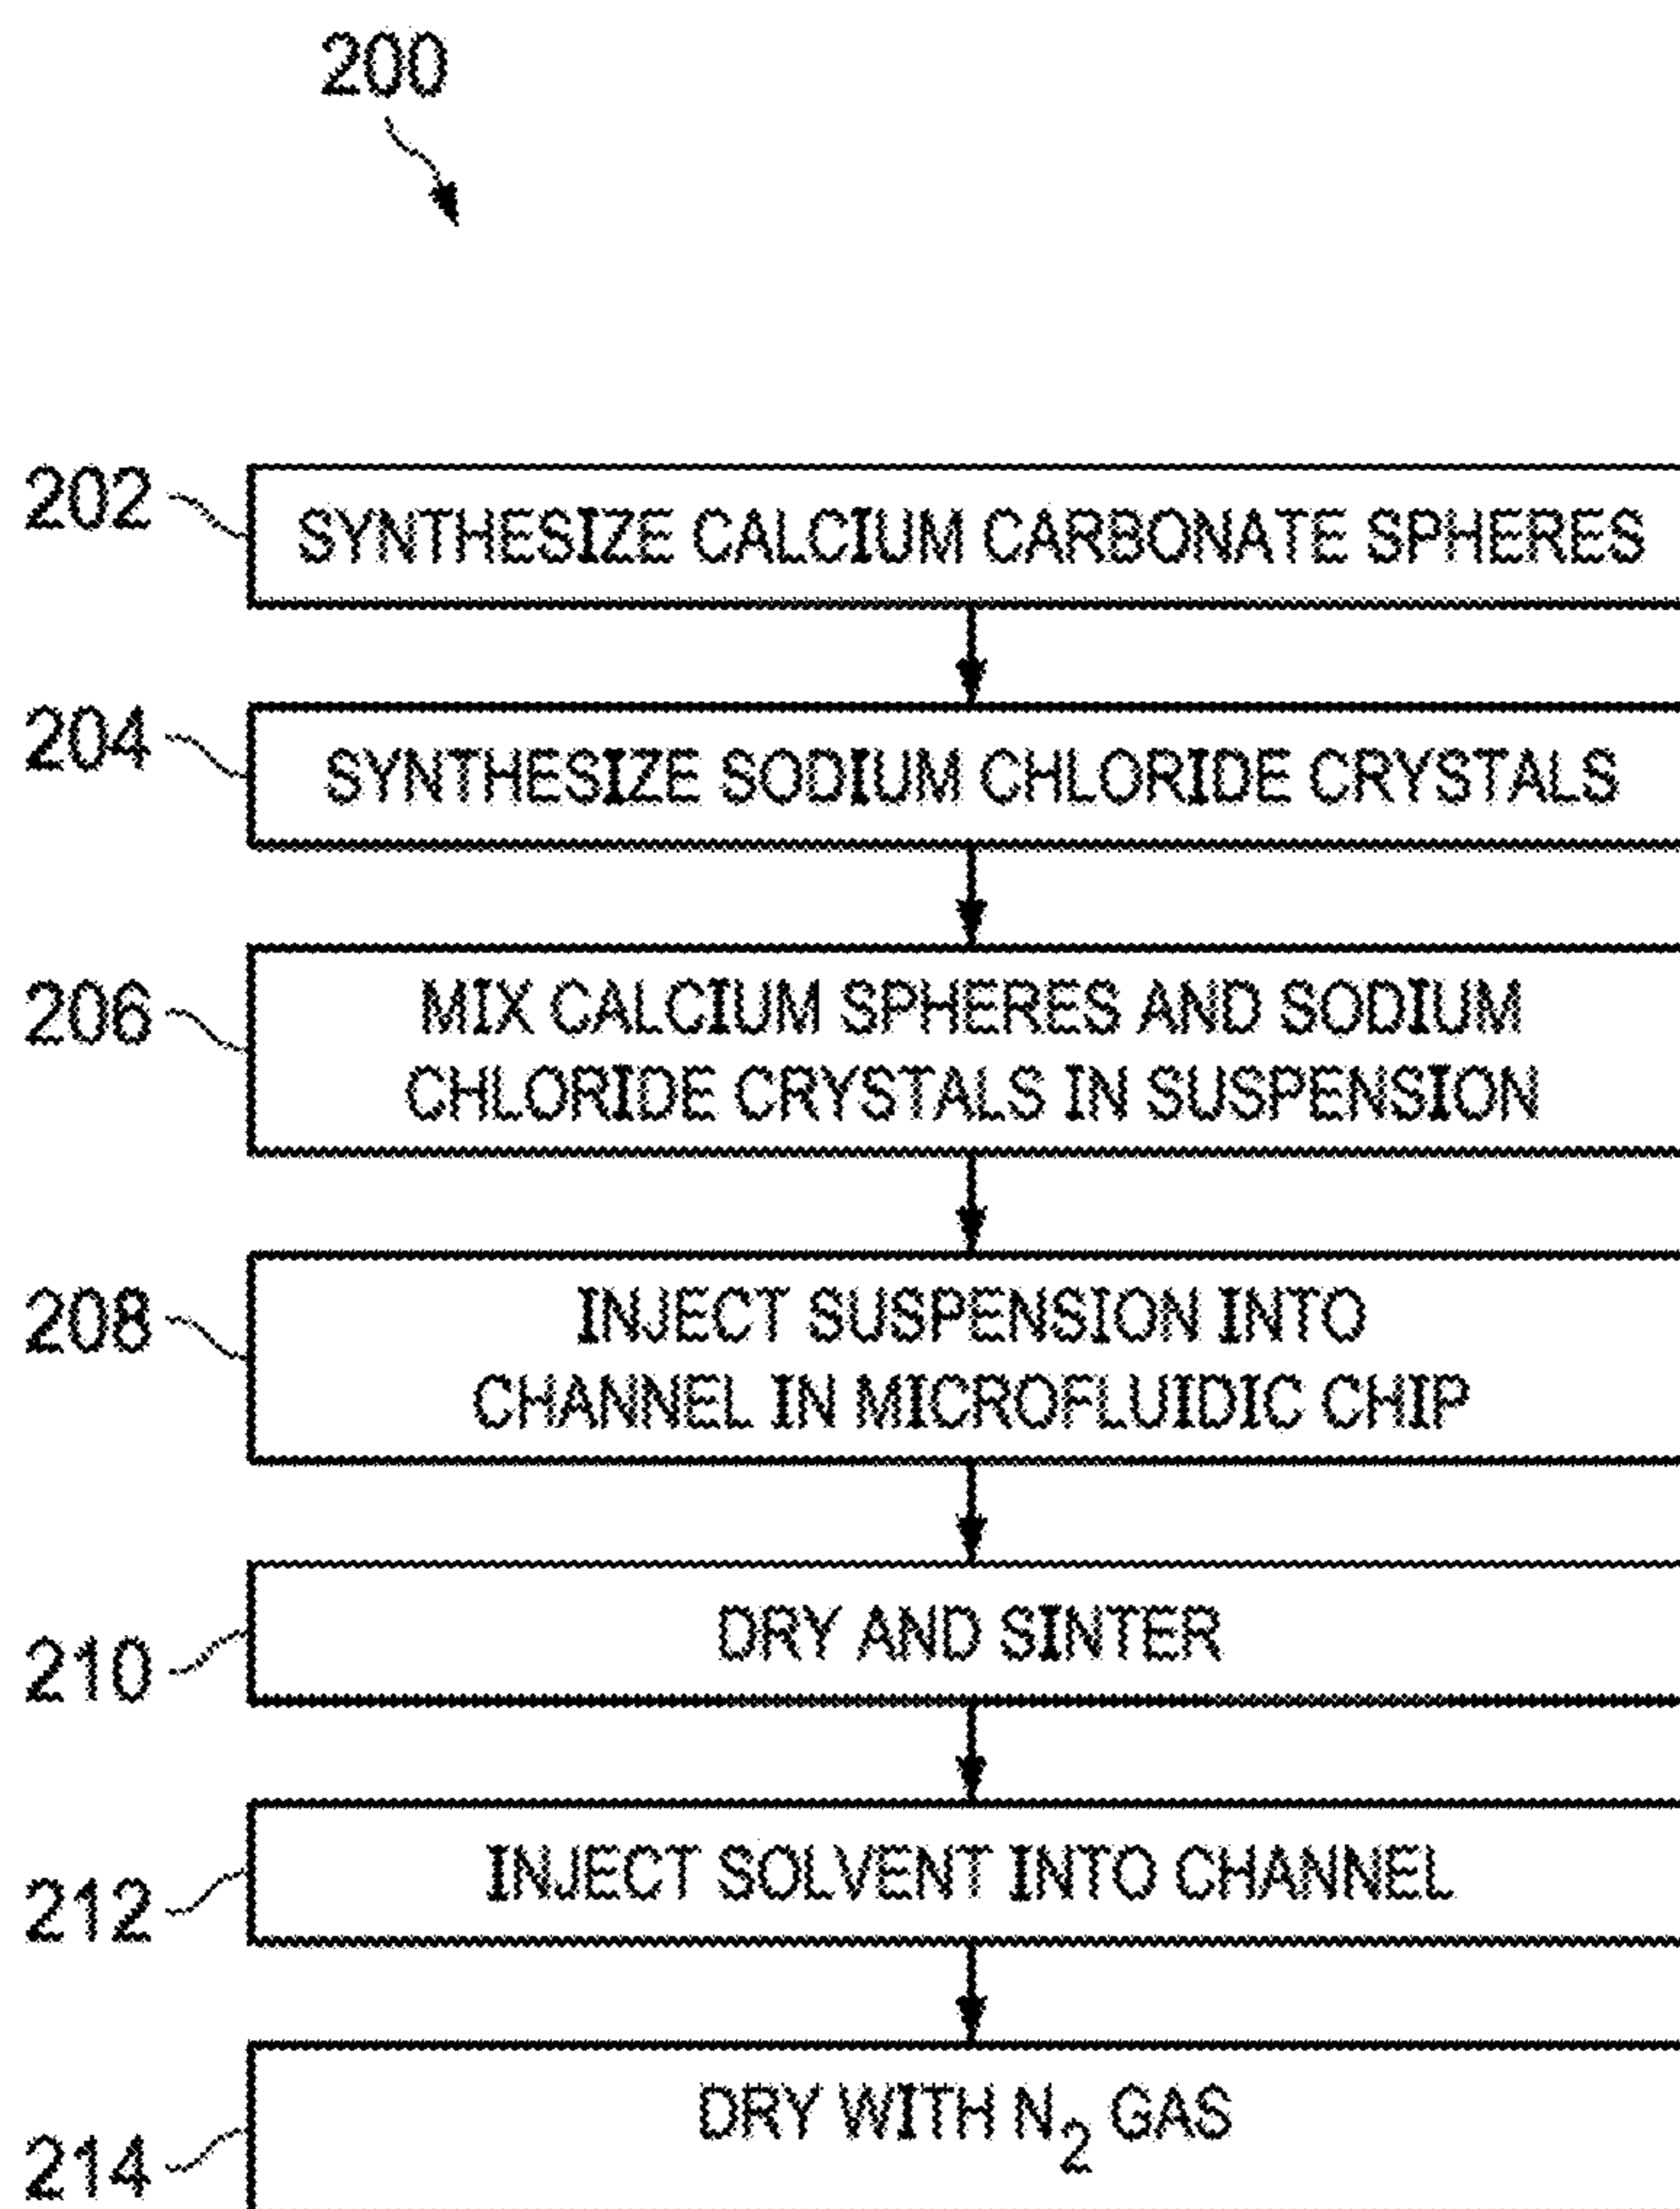 200
202
SYNTHESIZE CALCIUM CARBONATE SPHERES
204
SYNTHESIZE SODIUM CHLORIDE CRYSTALS
206
MIX CALCIUM SPHERES AND SODIUM
CHLORIDE CRYSTALS IN SUSPENSION
208
INJECT SUSPENSION INTO
CHANNEL IN MICROFLUIDIC CHIP
210
DRY AND SINTER
212
INJECT SOLVENT INTO CHANNEL
214
DRY WITH N₂ GAS